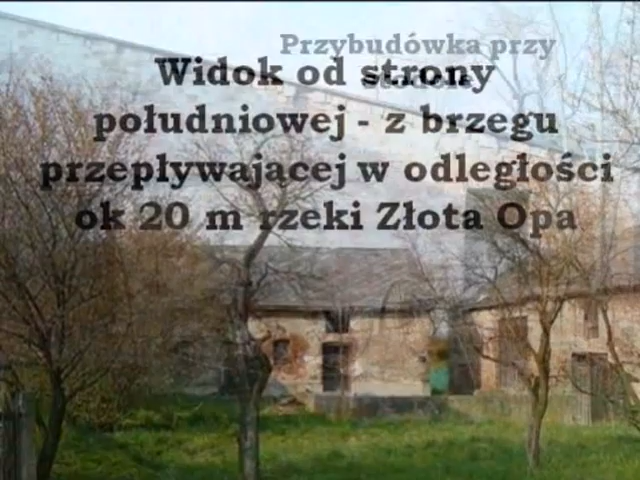 Przybudówka przy
Widok od strony
południowej - z brzegu
przepływającej w odległości
ok 20 m rzeki Złota Opa